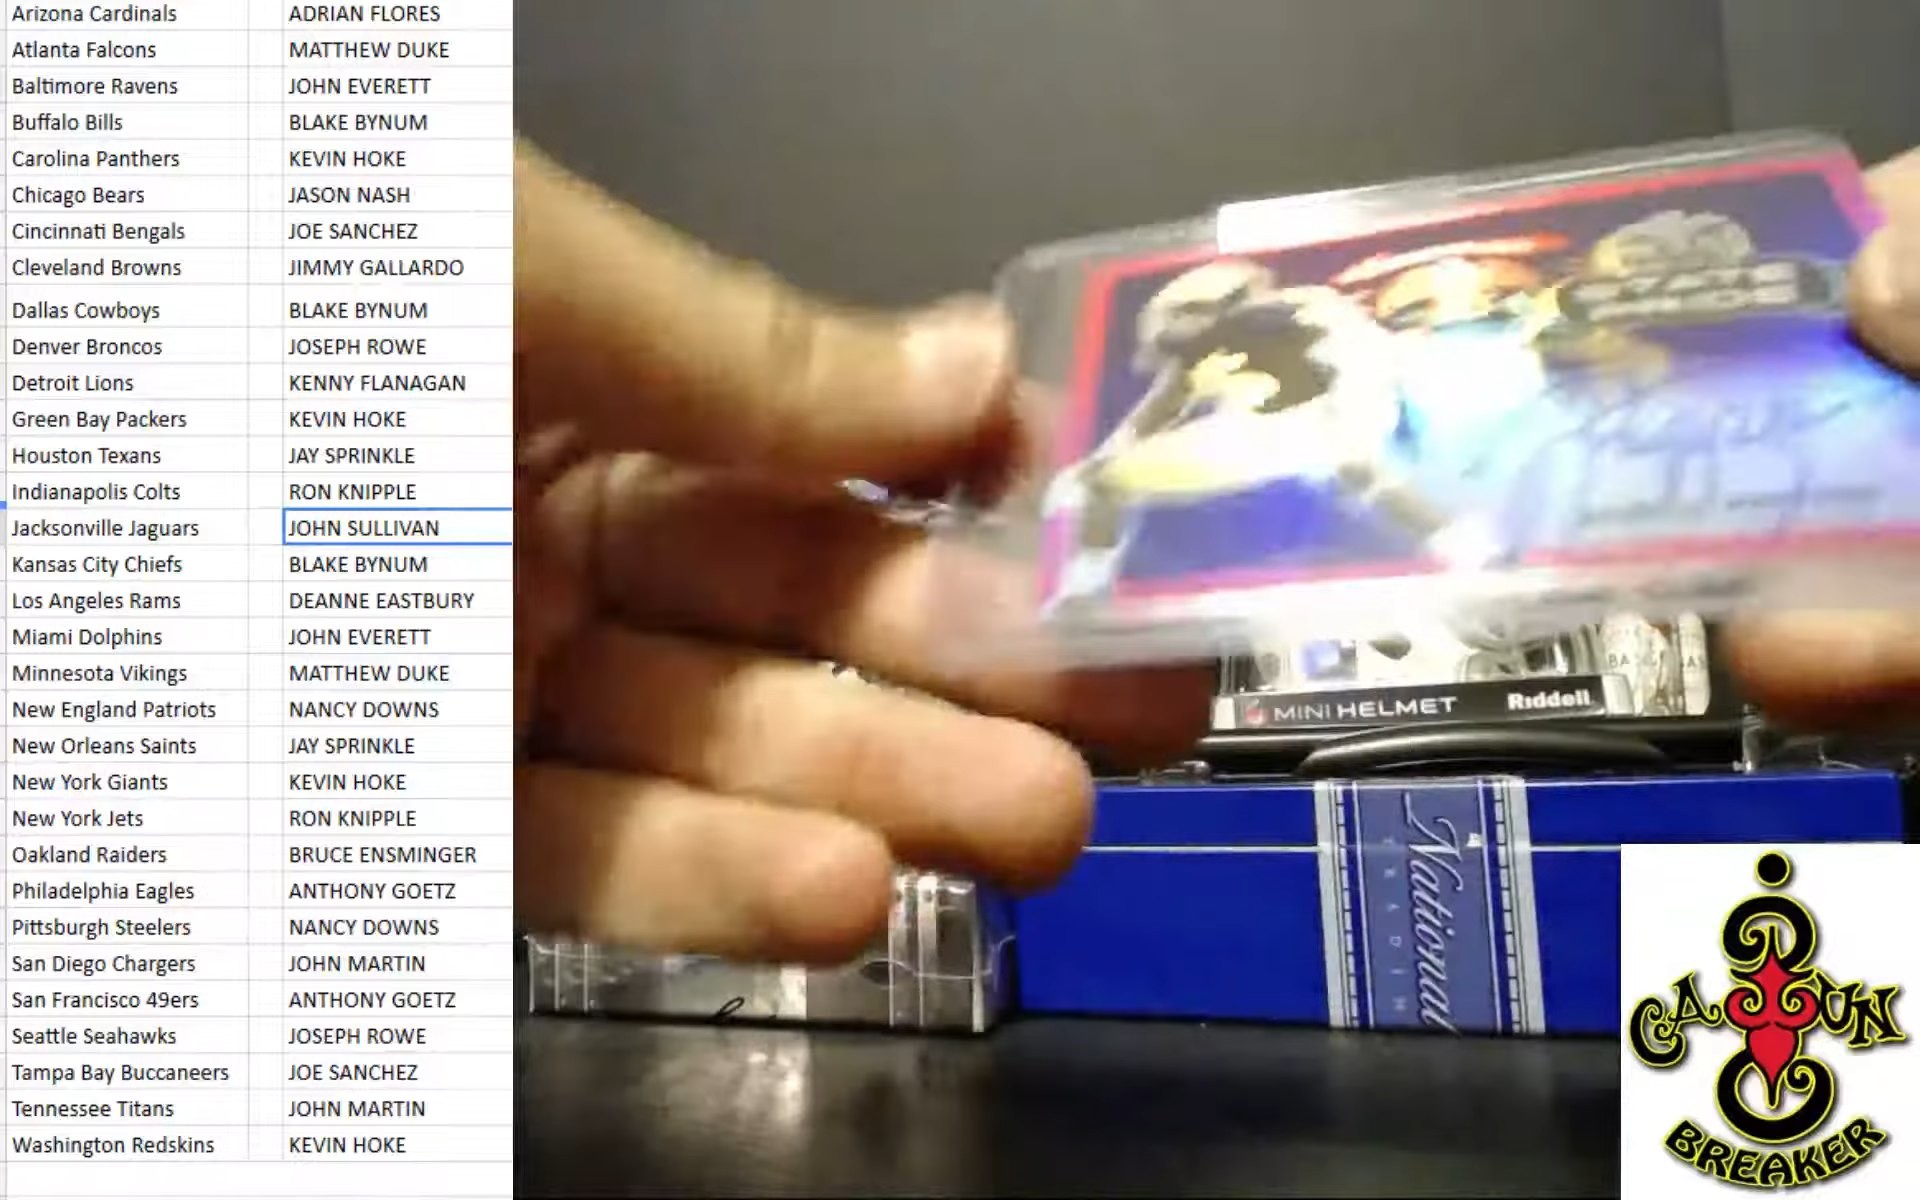 Arizona Cardinals ADRIAN FLORES
Atlanta Falcons MATTHEW DUKE
Baltimore Ravens JOHN EVERETT
Buffalo Bills BLAKE BYNUM
Carolina Panthers KEVIN HOKE
Chicago Bears JASON NASH
Cincinnati Bengals JOE SANCHEZ
Cleveland Browns JIMMY GALLARDO
Dallas Cowboys BLAKE BYNUM
Denver Broncos JOSEPH ROWE
Detroit Lions KENNY FLANAGAN
Green Bay Packers KEVIN HOKE
Houston Texans JAY SPRINKLE
Indianapolis Colts RON KNIPPLE
Jacksonville Jaguars JOHN SULLIVAN
Kansas City Chiefs BLAKE BYNUM
Los Angeles Rams DEANNE EASTBURY
Miami Dolphins JOHN EVERETT
Minnesota Vikings MATTHEW DUKE
New England Patriots NANCY DOWNS
New Orleans Saints JAY SPRINKLE
New York Giants KEVIN HOKE
New York Jets RON KNIPPLE
Oakland Raiders BRUCE ENSMINGER
Philadelphia Eagles ANTHONY GOETZ
Pittsburgh Steelers NANCY DOWNS
San Diego Chargers JOHN MARTIN
San Francisco 49ers ANTHONY GOETZ
Seattle Seahawks JOSEPH ROWE
Tampa Bay Buccaneers JOE SANCHEZ
Tennessee Titans JOHN MARTIN
Washington Redskins KEVIN HOKE
MINI HELMET Riddell
National
CAJUN
BREAKER